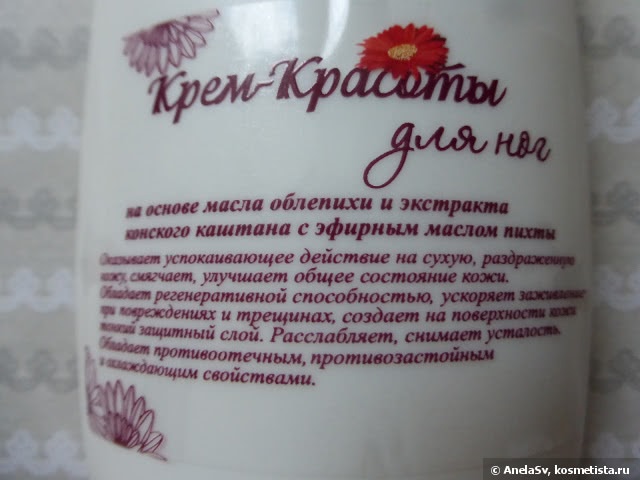 Крем-Красоты
для ног
на основе масла облепихи и экстракта
конского каштана с эфирным маслом пихты
Оказывает успокаивающее действие на сухую, раздраженную
кожу, смягчает, улучшает общее состояние кожи.
Обладает регенеративной способностью, ускоряет заживление
при повреждениях и трещинах, создает на поверхности кожи
тонкий защитный слой. Расслабляет, снимает усталость.
Обладает противоотечным, противозастойным
и охлаждающим свойствами.
© AnelaSv, kosmetista.ru